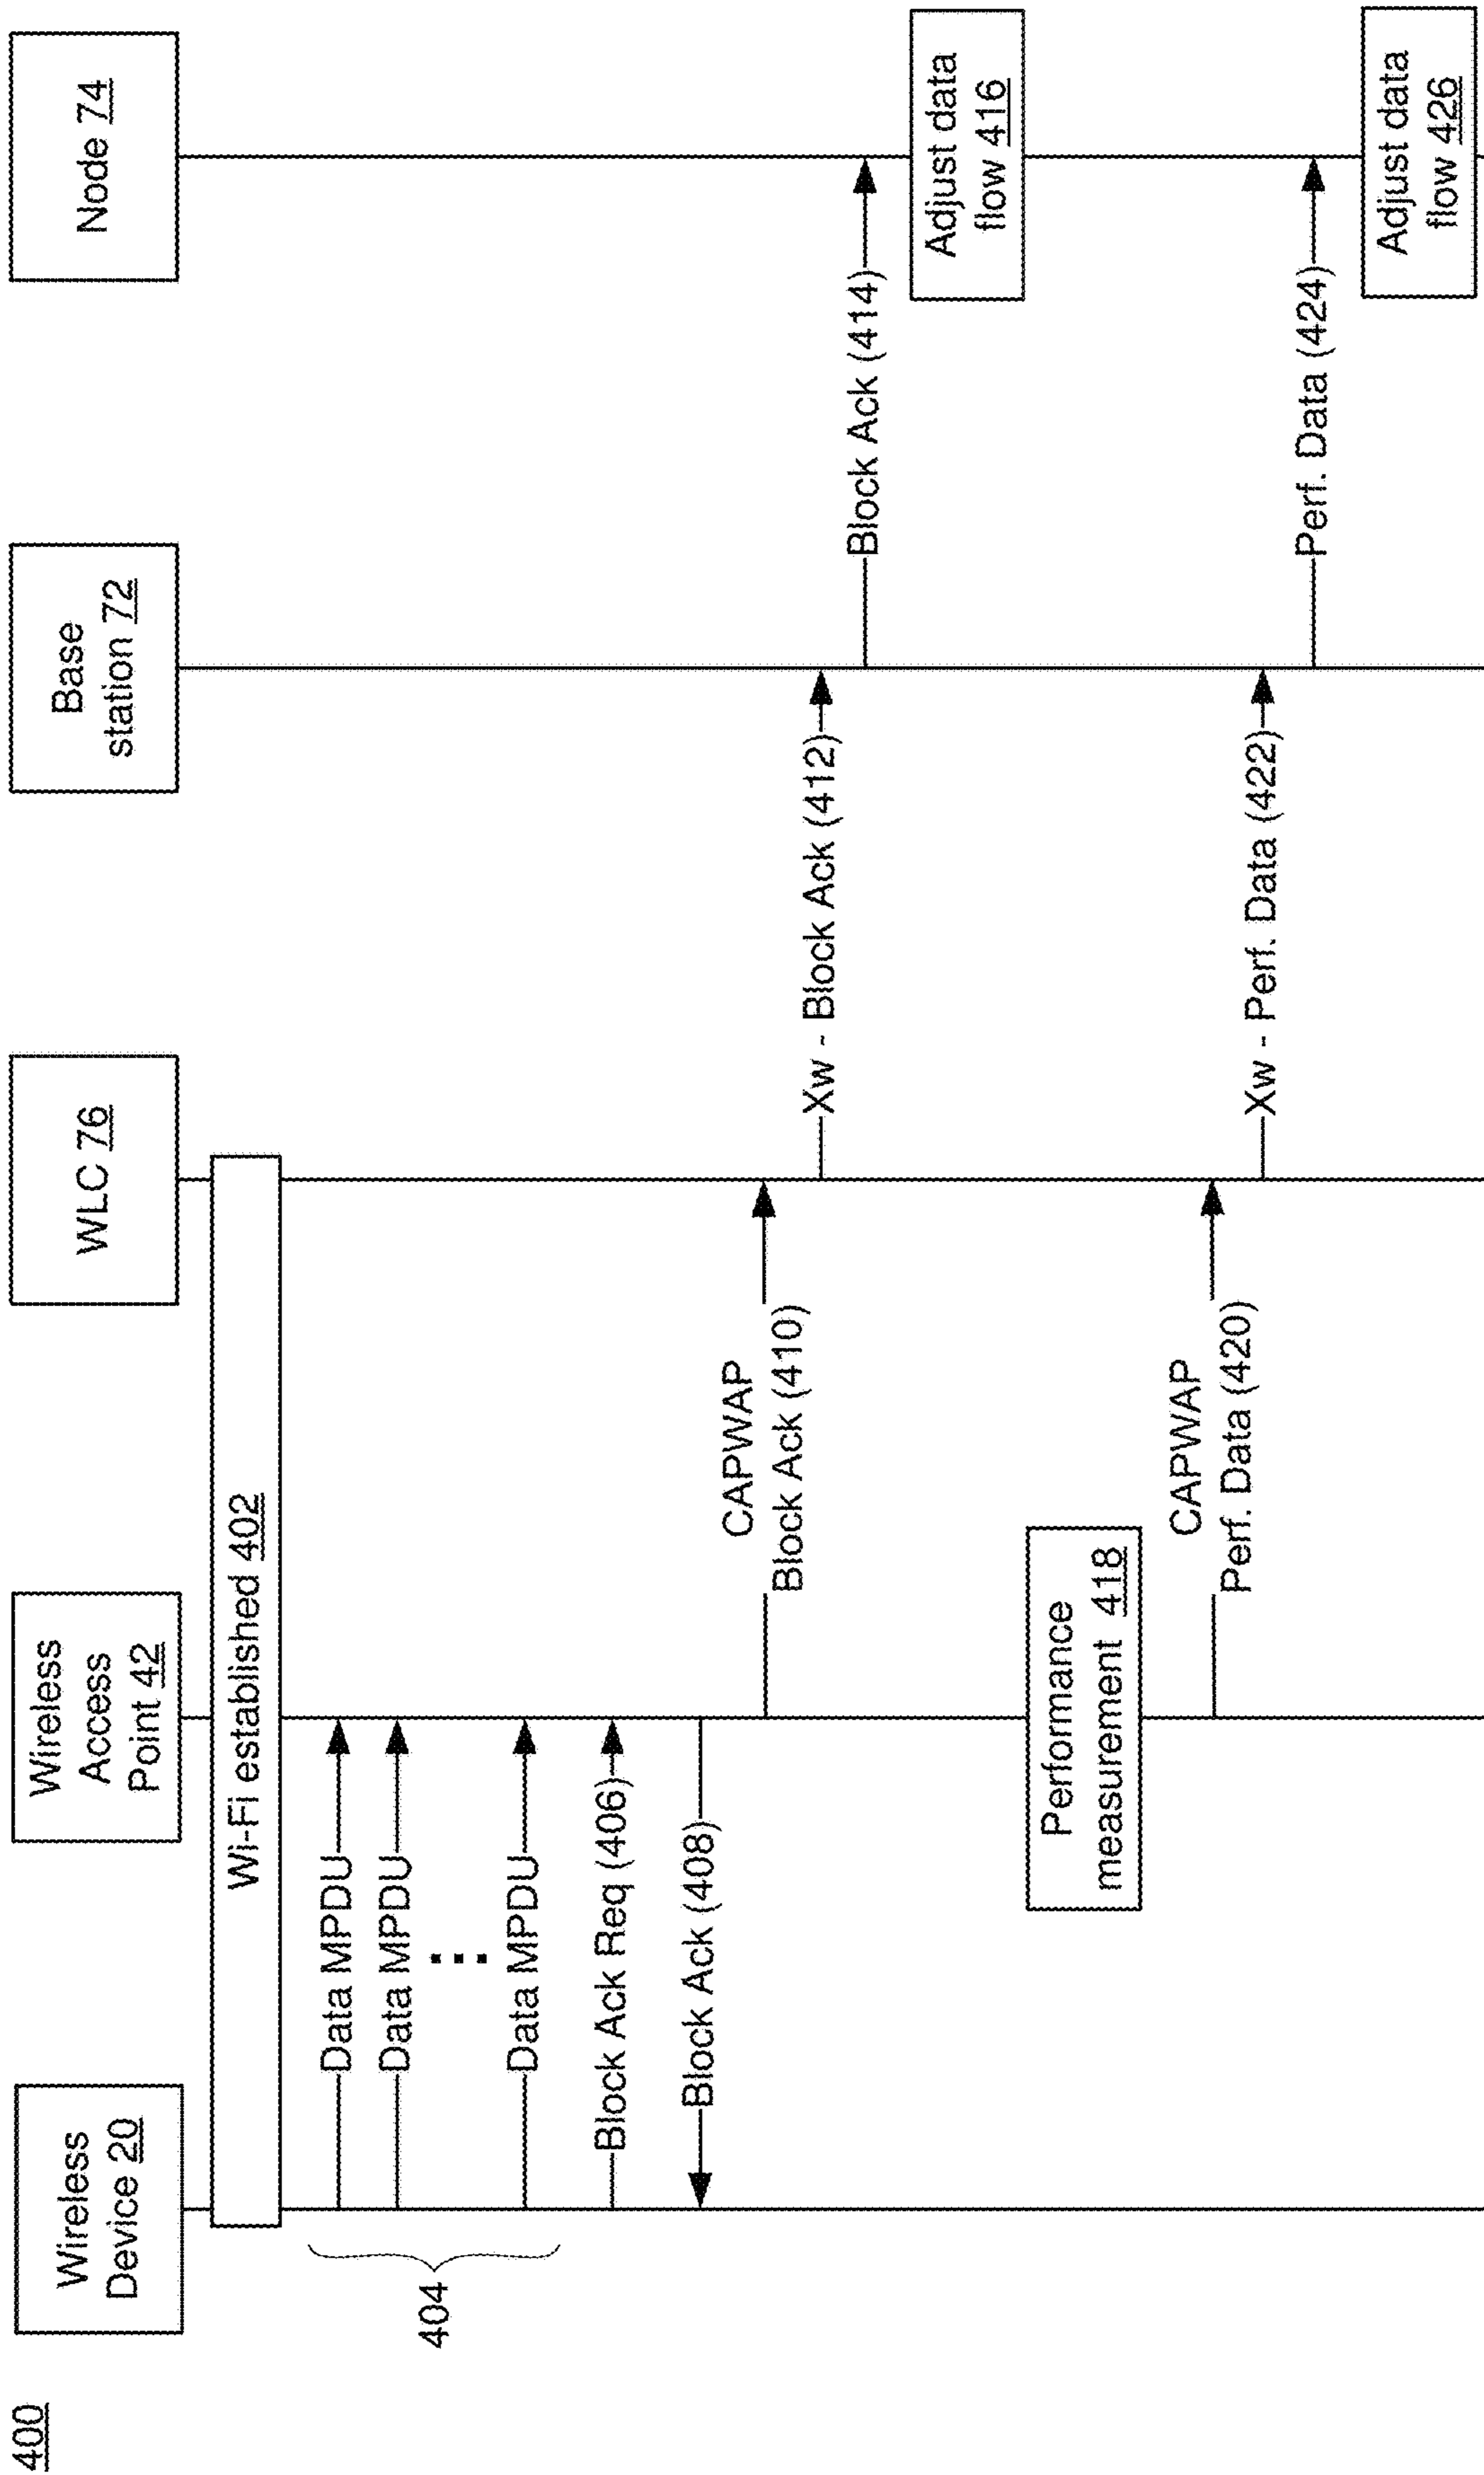 400
Wireless
Device 20
Wireless
Access
Point 42
WLC 76
Base
station 72
Node 74
Wi-Fi established 402
404
Data MPDU
Data MPDU
Data MPDU
Block Ack Req (406)
Block Ack (408)
CAPWAP
Block Ack (410)
Xw - Block Ack (412)
Block Ack (414)
Adjust data
flow 416
Performance
measurement 418
CAPWAP
Perf. Data (420)
Xw - Perf. Data (422)
Perf. Data (424)
Adjust data
flow 426